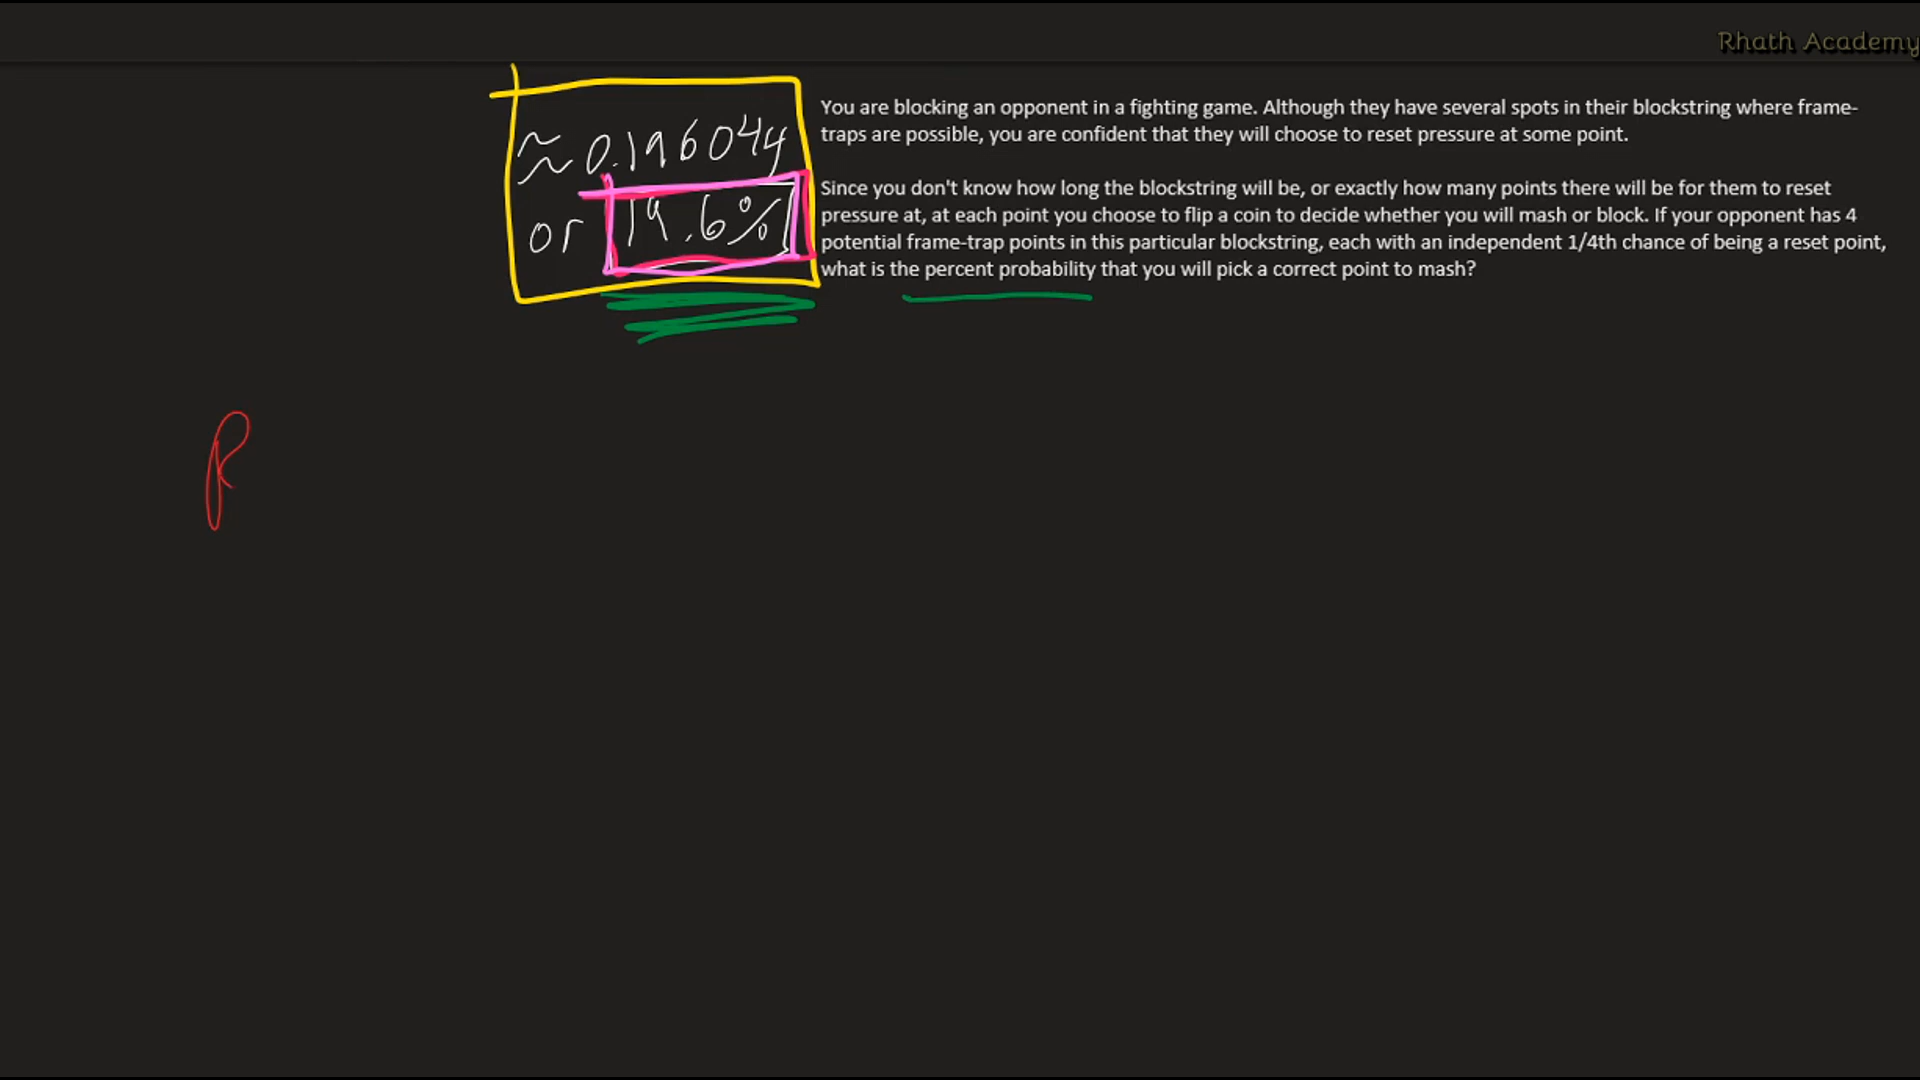 Rhath Academy
≈ 0.196044
or 19.6%
You are blocking an opponent in a fighting game. Although they have several spots in their blockstring where frame-
traps are possible, you are confident that they will choose to reset pressure at some point.
Since you don't know how long the blockstring will be, or exactly how many points there will be for them to reset
pressure at, at each point you choose to flip a coin to decide whether you will mash or block. If your opponent has 4
potential frame-trap points in this particular blockstring, each with an independent 1/4th chance of being a reset point,
what is the percent probability that you will pick a correct point to mash?